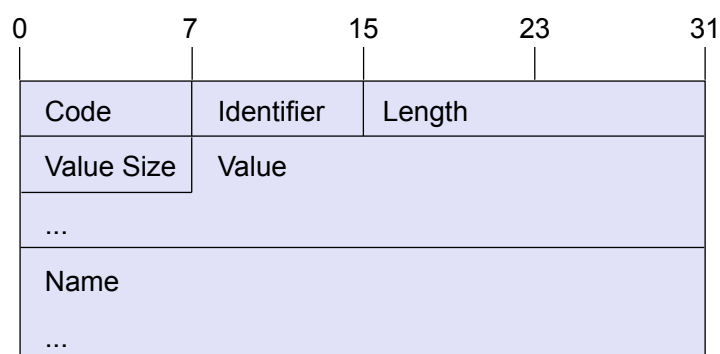 0 7 15 23 31
Code Identifier Length
Value Size Value
...
Name
...